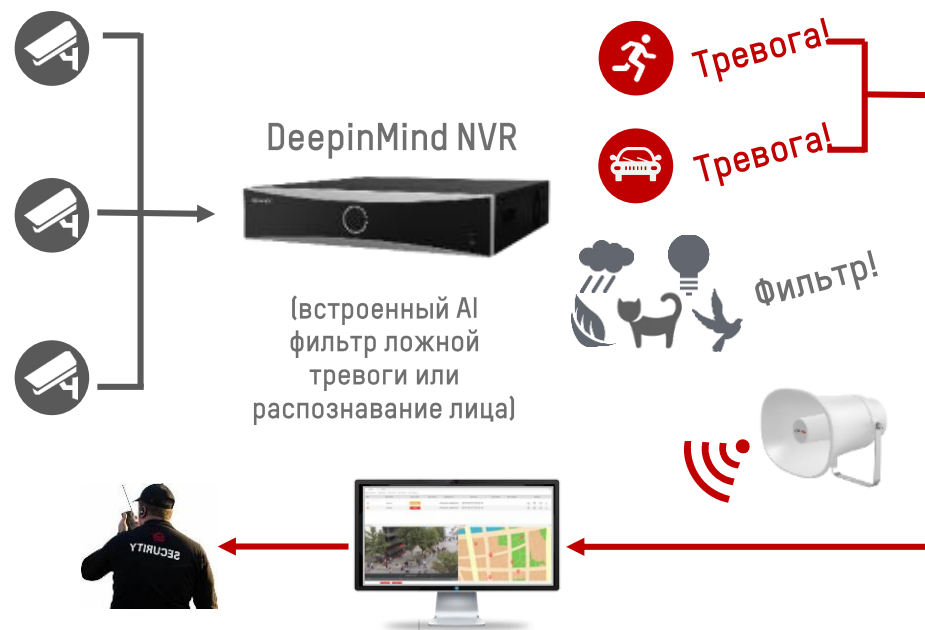 Тревога!
DeepinMind NVR
Тревога!
Фильтр!
(встроенный AI
фильтр ложной
тревоги или
распознавание лица)
SECURITY